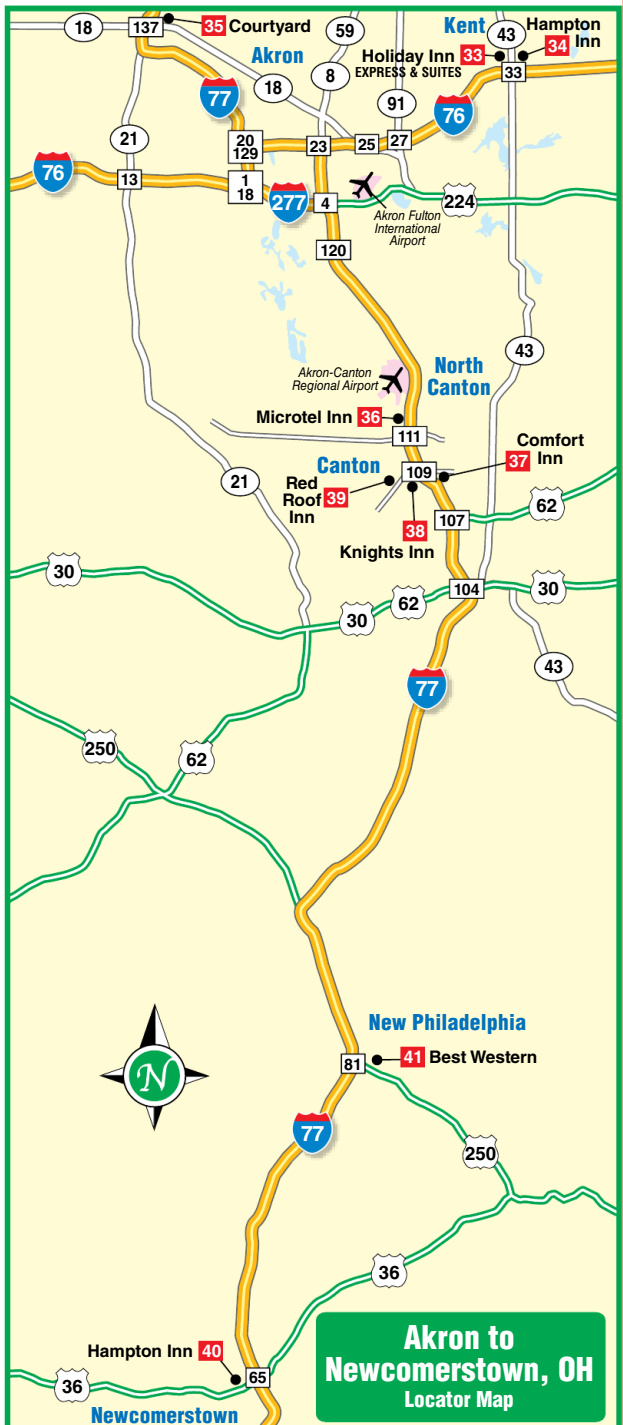 18
137
35 Courtyard
Akron
59
Kent
43
Hampton
Inn
34
Holiday Inn 33
EXPRESS & SUITES
33
8
77
18
91
76
21
20
129
23
25
27
76
13
1
18
277
4
224
Akron Fulton
International
Airport
120
43
Akron-Canton
Regional Airport
North
Canton
Microtel Inn 36
111
Comfort
Inn
37
Canton
109
21
Red
Roof
Inn
39
38
Knights Inn
107
62
30
104
30
62
30
43
77
250
62
New Philadelphia
N
81
41 Best Western
77
250
36
Hampton Inn 40
65
36
Newcomerstown
Akron to
Newcomerstown, OH
Locator Map